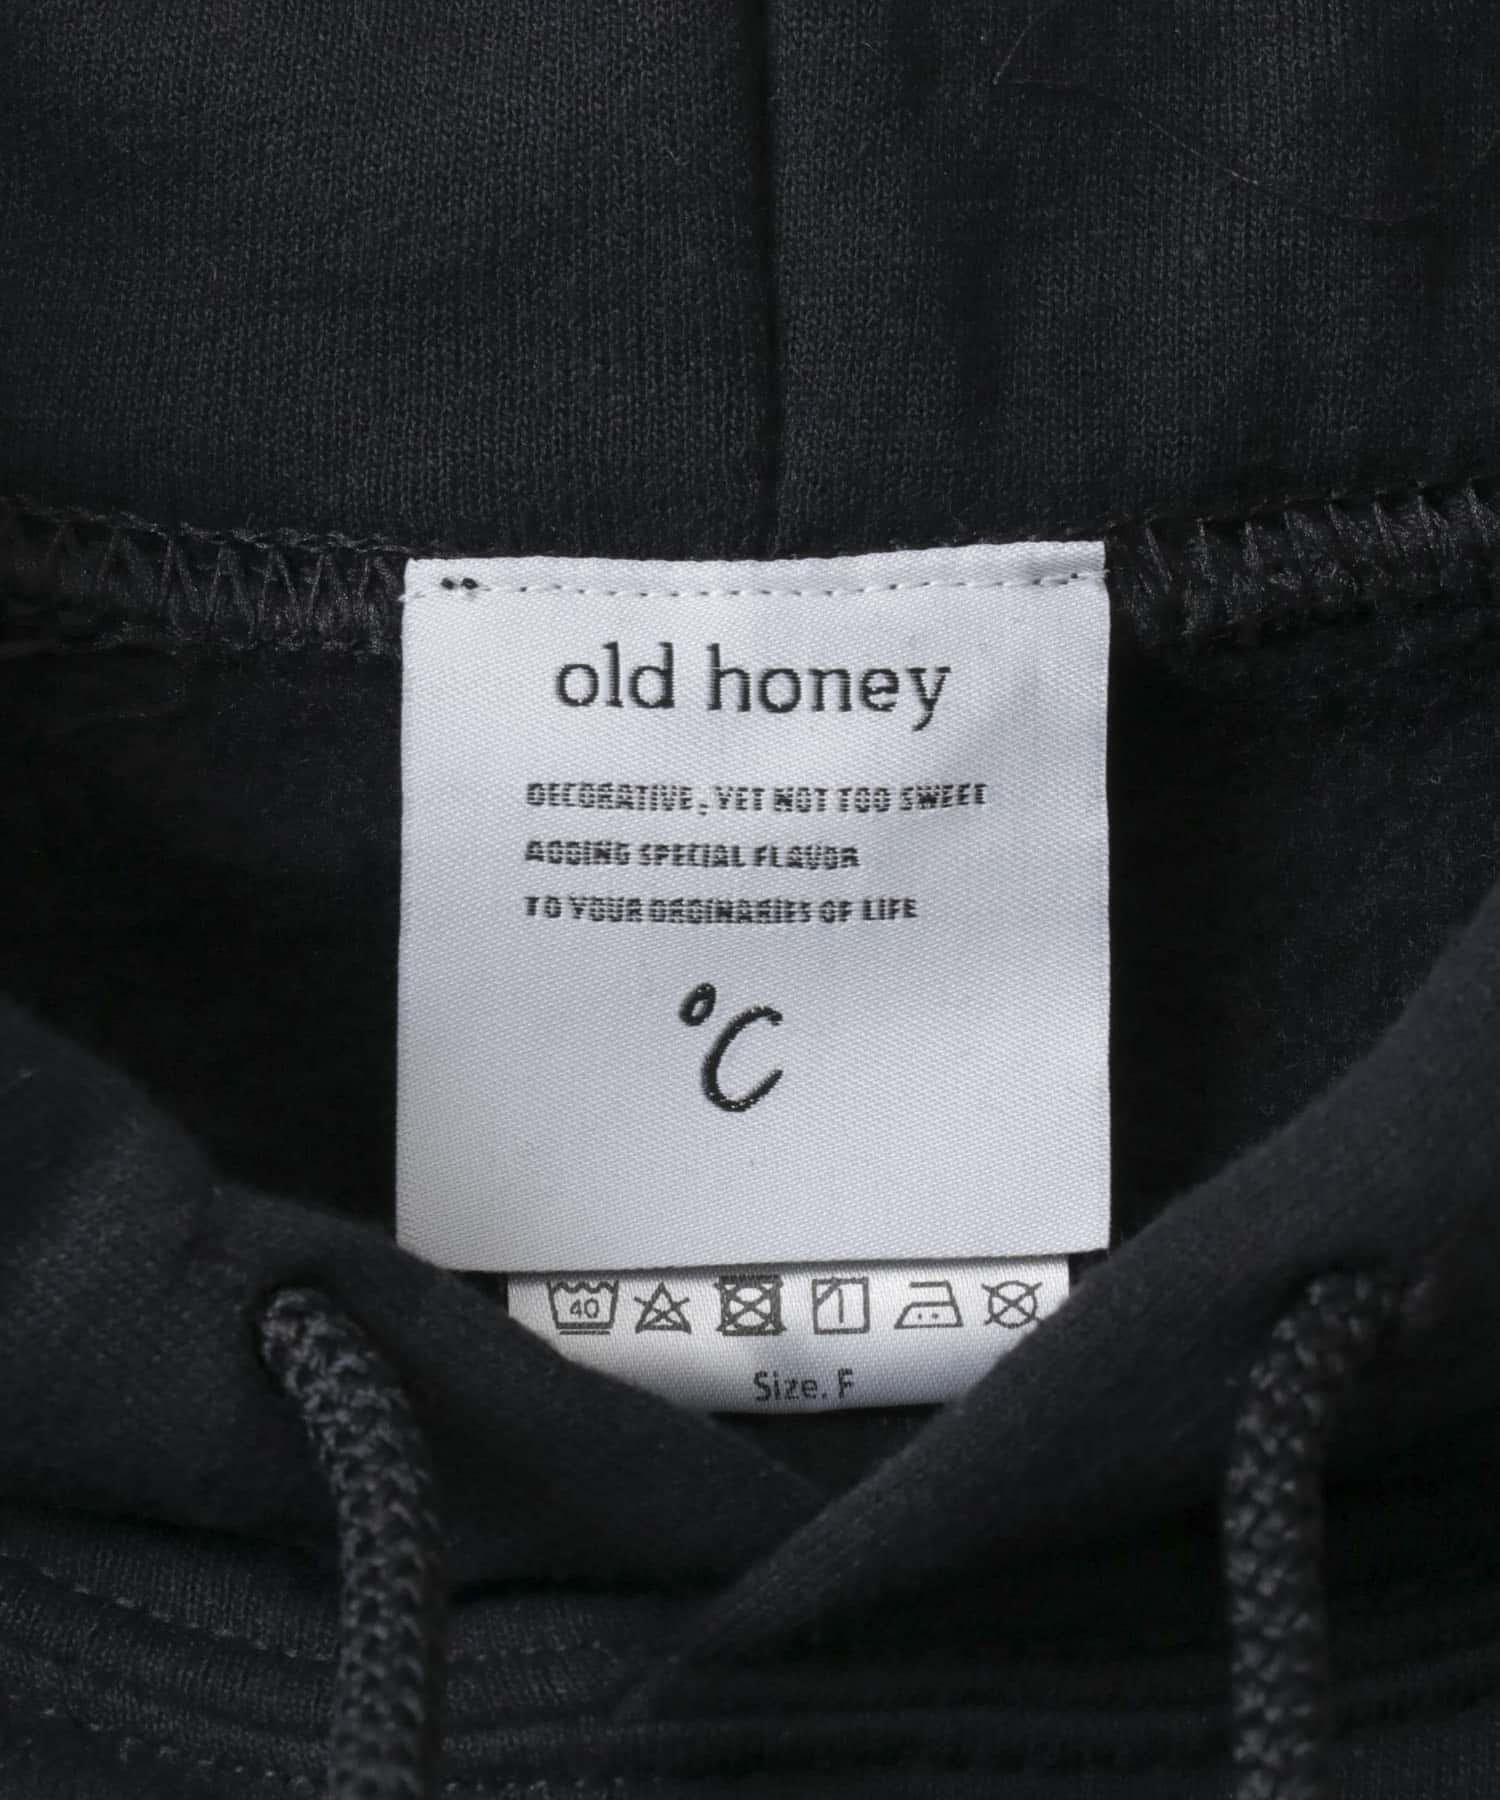 old honey
DECORATIVE, YET NOT TOO SWEET
ADDING SPECIAL FLAVOR
TO YOUR ORDINARIES OF LIFE
°C
40
Size. F